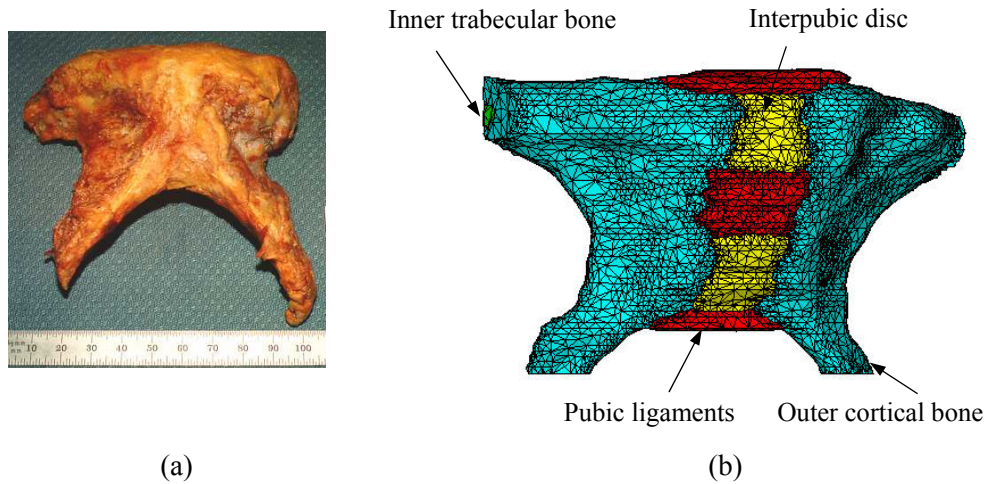 Inner trabecular bone
Interpubic disc
mm 10 20 30 40 50 60 70 80 90 100
Pubic ligaments
Outer cortical bone
(a)
(b)